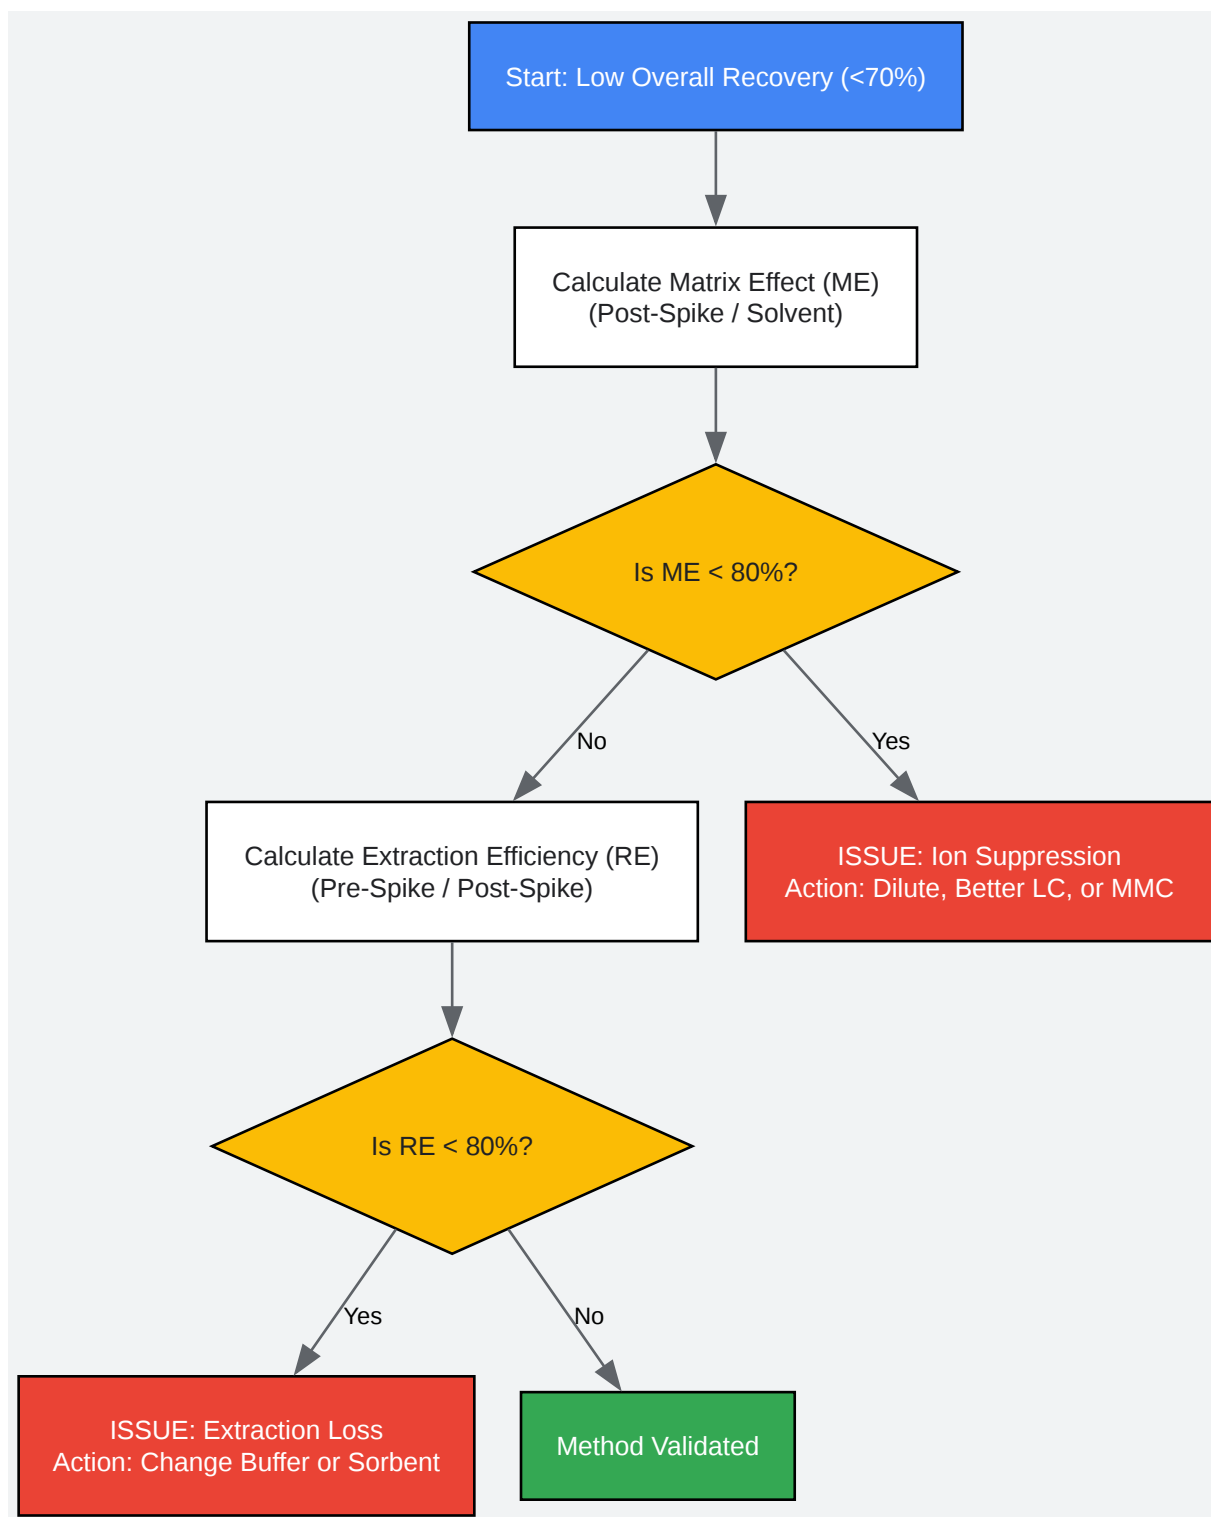 Start: Low Overall Recovery (<70%)
Calculate Matrix Effect (ME)
(Post-Spike / Solvent)
Is ME < 80%?
No
Yes
Calculate Extraction Efficiency (RE)
(Pre-Spike / Post-Spike)
ISSUE: Ion Suppression
Action: Dilute, Better LC, or MMC
Is RE < 80%?
Yes
No
ISSUE: Extraction Loss
Action: Change Buffer or Sorbent
Method Validated